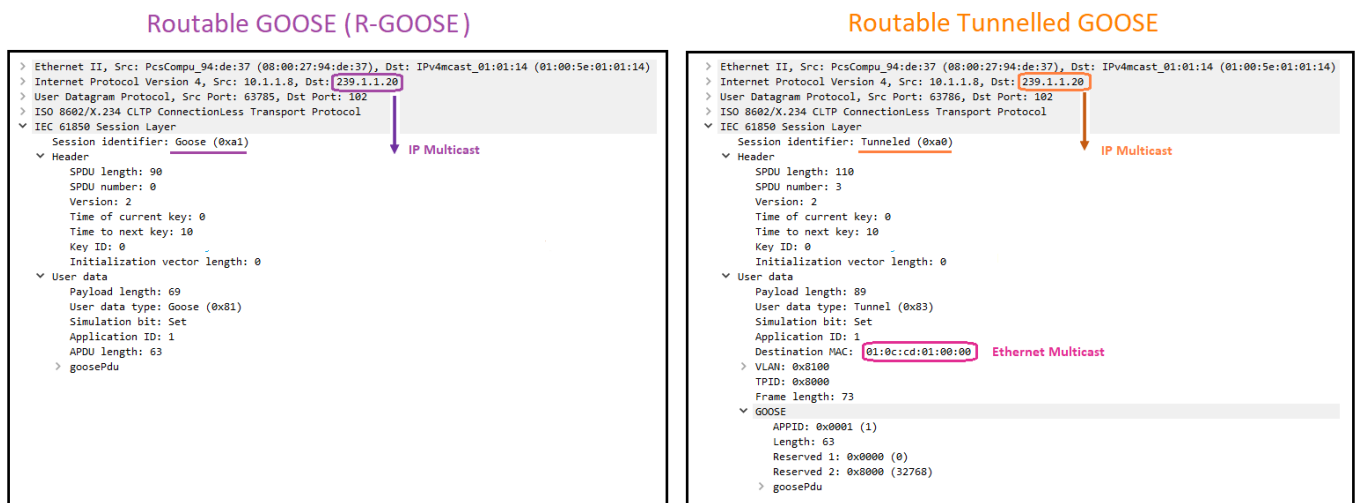 Routable GOOSE (R-GOOSE)
> Ethernet II, Src: PcsCompu_94:de:37 (08:00:27:94:de:37), Dst: IPv4mcast_01:01:14 (01:00:5e:01:01:14)
> Internet Protocol Version 4, Src: 10.1.1.8, Dst: 239.1.1.20
> User Datagram Protocol, Src Port: 63785, Dst Port: 102
> ISO 8602/X.234 CLTP ConnectionLess Transport Protocol
IEC 61850 Session Layer
Session identifier: Goose (0xa1)
IP Multicast
Header
SPDU length: 90
SPDU number: 0
Version: 2
Time of current key: 0
Time to next key: 10
Key ID: 0
Initialization vector length: 0
User data
Payload length: 69
User data type: Goose (0x81)
Simulation bit: Set
Application ID: 1
APDU length: 63
> goosePdu
Routable Tunnelled GOOSE
> Ethernet II, Src: PcsCompu_94:de:37 (08:00:27:94:de:37), Dst: IPv4mcast_01:01:14 (01:00:5e:01:01:14)
> Internet Protocol Version 4, Src: 10.1.1.8, Dst: 239.1.1.20
> User Datagram Protocol, Src Port: 63786, Dst Port: 102
> ISO 8602/X.234 CLTP ConnectionLess Transport Protocol
IEC 61850 Session Layer
Session identifier: Tunneled (0xa0)
IP Multicast
Header
SPDU length: 110
SPDU number: 3
Version: 2
Time of current key: 0
Time to next key: 10
Key ID: 0
Initialization vector length: 0
User data
Payload length: 89
User data type: Tunnel (0x83)
Simulation bit: Set
Application ID: 1
Destination MAC: 01:0c:cd:01:00:00 Ethernet Multicast
> VLAN: 0x8100
TPID: 0x8000
Frame length: 73
GOOSE
APPID: 0x0001 (1)
Length: 63
Reserved 1: 0x0000 (0)
Reserved 2: 0x8000 (32768)
> goosePdu